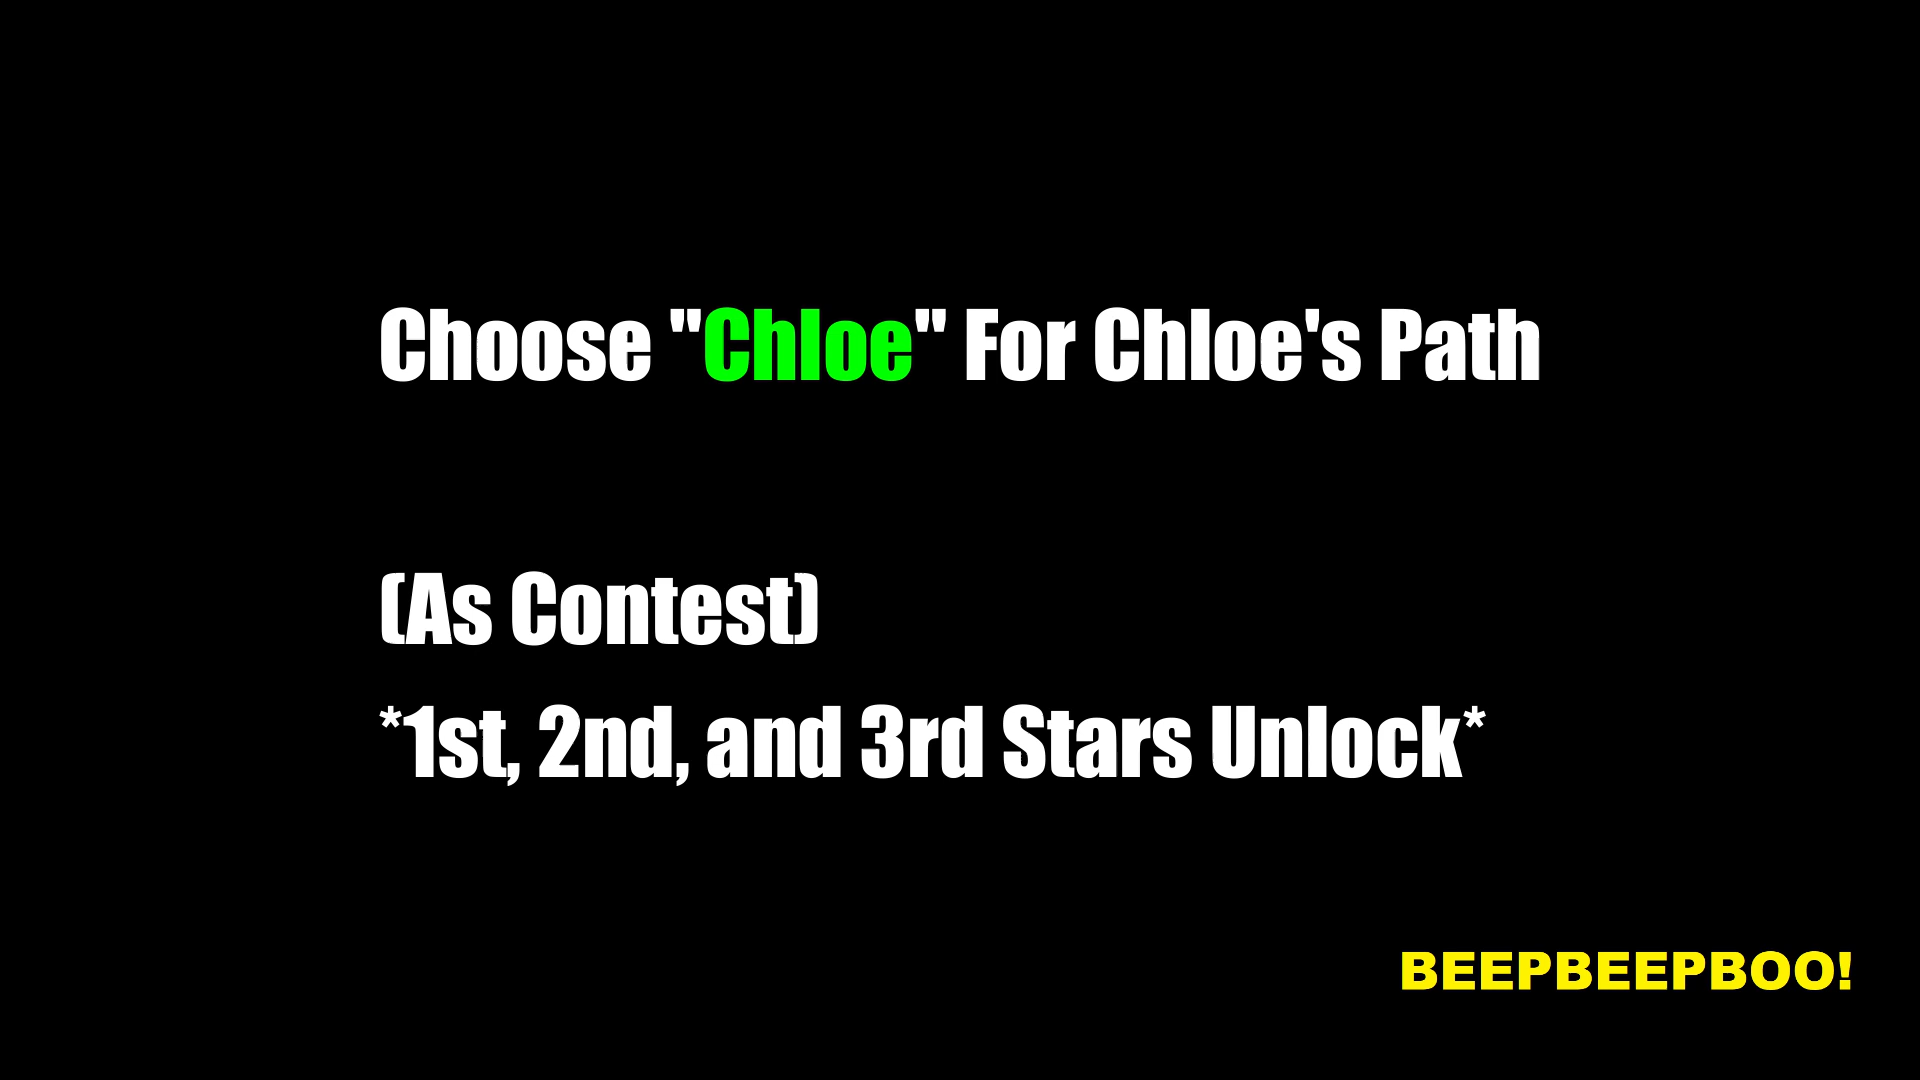 Choose "Chloe" For Chloe's Path
(As Contest)
*1st, 2nd, and 3rd Stars Unlock*
BEEPBEEPBOO!